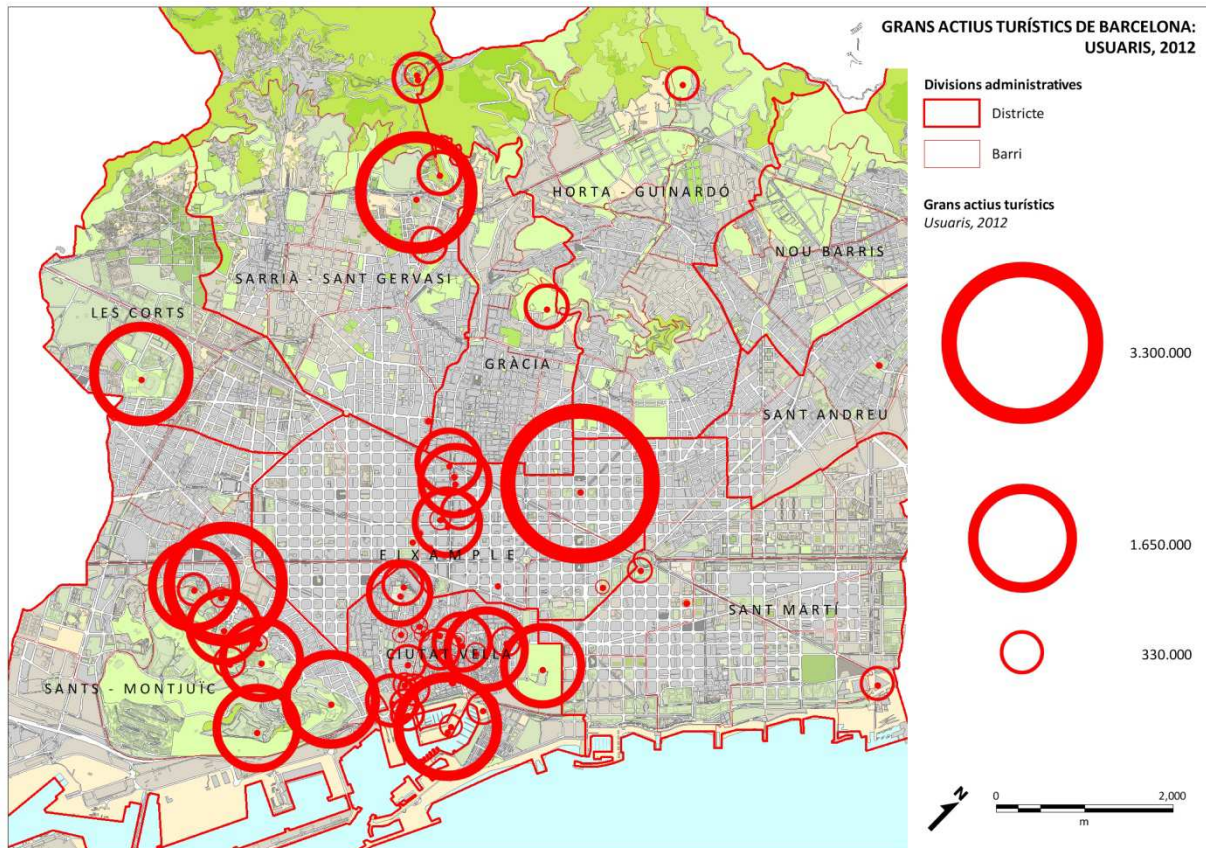 GRANS ACTIUS TURÍSTICS DE BARCELONA:
USUARIS, 2012
Divisions administratives
Districte
Barri
Grans actius turístics
Usuaris, 2012
3.300.000
1.650.000
330.000
N
0 2,000
m
HORTA - GUINARDÓ
NOU BARRIS
SARRIÀ - SANT GERVASI
LES CORTS
GRÀCIA
SANT ANDREU
EIXAMPLE
SANT MARTÍ
CIUTAT VELLA
SANTS - MONTJUÏC